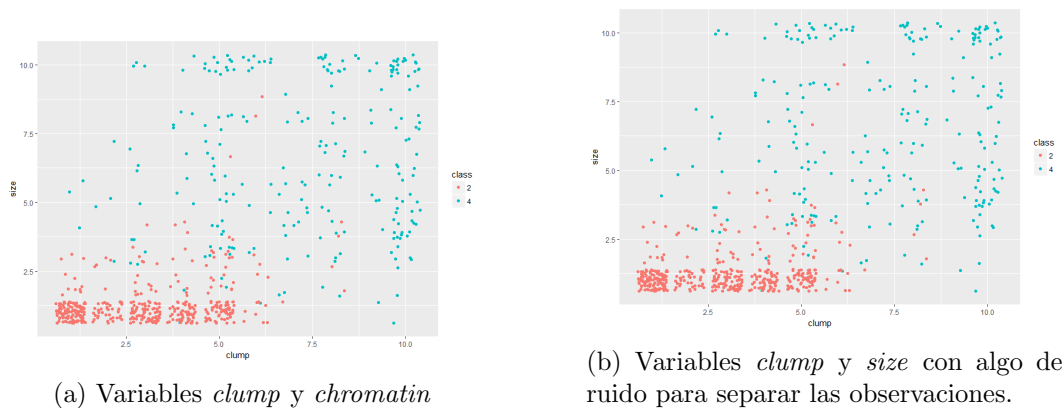 10.0
7.5
5.0
2.5
size
2.5
5.0
7.5
10.0
clump
class
2
4
(a) Variables clump y chromatin
10.0
7.5
5.0
2.5
size
2.5
5.0
7.5
10.0
clump
class
2
4
(b) Variables clump y size con algo de
ruido para separar las observaciones.